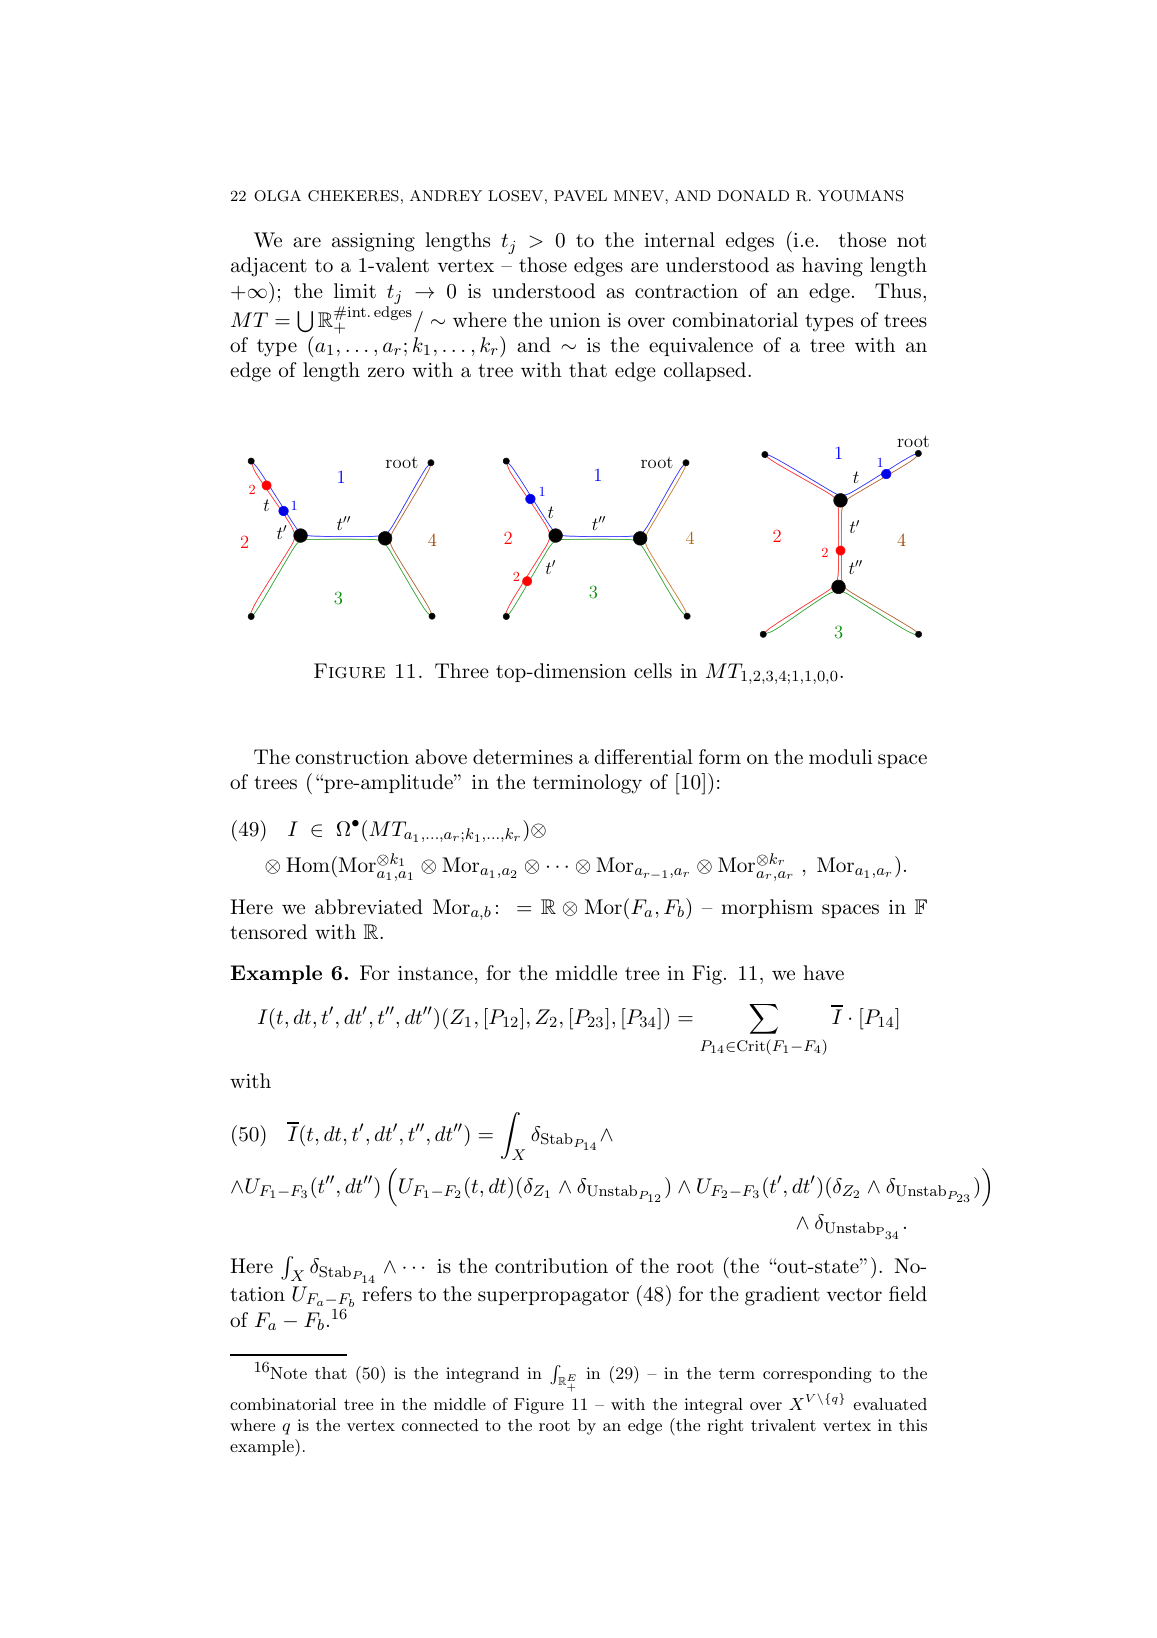 22 OLGA CHEKERES, ANDREY LOSEV, PAVEL MNEV, AND DONALD R. YOUMANS
We are assigning lengths t_j > 0 to the internal edges (i.e. those not
adjacent to a 1-valent vertex – those edges are understood as having length
+∞); the limit t_j → 0 is understood as contraction of an edge. Thus,
MT = ⋃ ℝ_+^{#int. edges} / ∼ where the union is over combinatorial types of trees
of type (a_1, . . . , a_r; k_1, . . . , k_r) and ∼ is the equivalence of a tree with an
edge of length zero with a tree with that edge collapsed.
2 t 1 t′ 2 1 t″ root 4 3
1 t 2 2 t′ 1 t″ root 4 3
1 root 1 t t′ 2 2 t″ 4 3
Figure 11. Three top-dimension cells in MT_{1,2,3,4;1,1,0,0}.
The construction above determines a differential form on the moduli space
of trees (“pre-amplitude” in the terminology of [10]):
(49) I ∈ Ω^•(MT_{a_1,...,a_r;k_1,...,k_r})⊗
⊗ Hom(Mor_{a_1,a_1}^{⊗k_1} ⊗ Mor_{a_1,a_2} ⊗ · · · ⊗ Mor_{a_{r−1},a_r} ⊗ Mor_{a_r,a_r}^{⊗k_r} , Mor_{a_1,a_r}).
Here we abbreviated Mor_{a,b} : = ℝ ⊗ Mor(F_a, F_b) – morphism spaces in 𝔽
tensored with ℝ.
Example 6. For instance, for the middle tree in Fig. 11, we have
I(t, dt, t′, dt′, t″, dt″)(Z_1, [P_{12}], Z_2, [P_{23}], [P_{34}]) = ∑_{P_{14}∈Crit(F_1−F_4)} \overline{I} · [P_{14}]
with
(50) \overline{I}(t, dt, t′, dt′, t″, dt″) = ∫_X δ_{Stab_{P_{14}}} ∧
∧U_{F_1−F_3}(t″, dt″) (U_{F_1−F_2}(t, dt)(δ_{Z_1} ∧ δ_{Unstab_{P_{12}}}) ∧ U_{F_2−F_3}(t′, dt′)(δ_{Z_2} ∧ δ_{Unstab_{P_{23}}}))
∧ δ_{Unstab_{P_{34}}}.
Here ∫_X δ_{Stab_{P_{14}}} ∧ · · · is the contribution of the root (the “out-state”). No-
tation U_{F_a−F_b} refers to the superpropagator (48) for the gradient vector field
of F_a − F_b.^{16}
^{16}Note that (50) is the integrand in ∫_{ℝ_+^E} in (29) – in the term corresponding to the
combinatorial tree in the middle of Figure 11 – with the integral over X^{V\{q}} evaluated
where q is the vertex connected to the root by an edge (the right trivalent vertex in this
example).